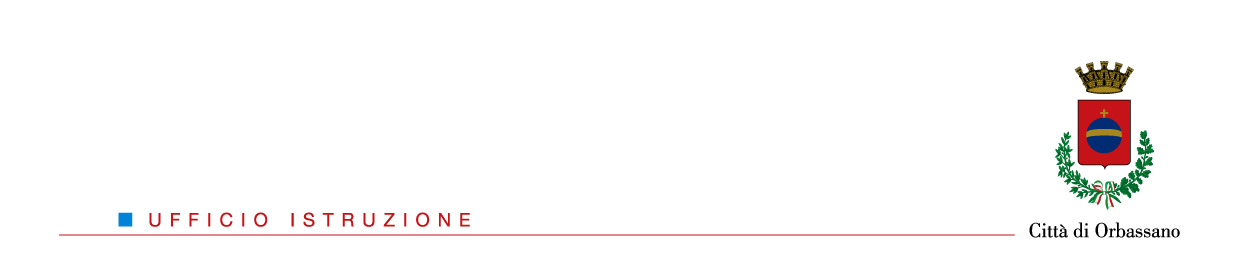 UFFICIO ISTRUZIONE
Città di Orbassano